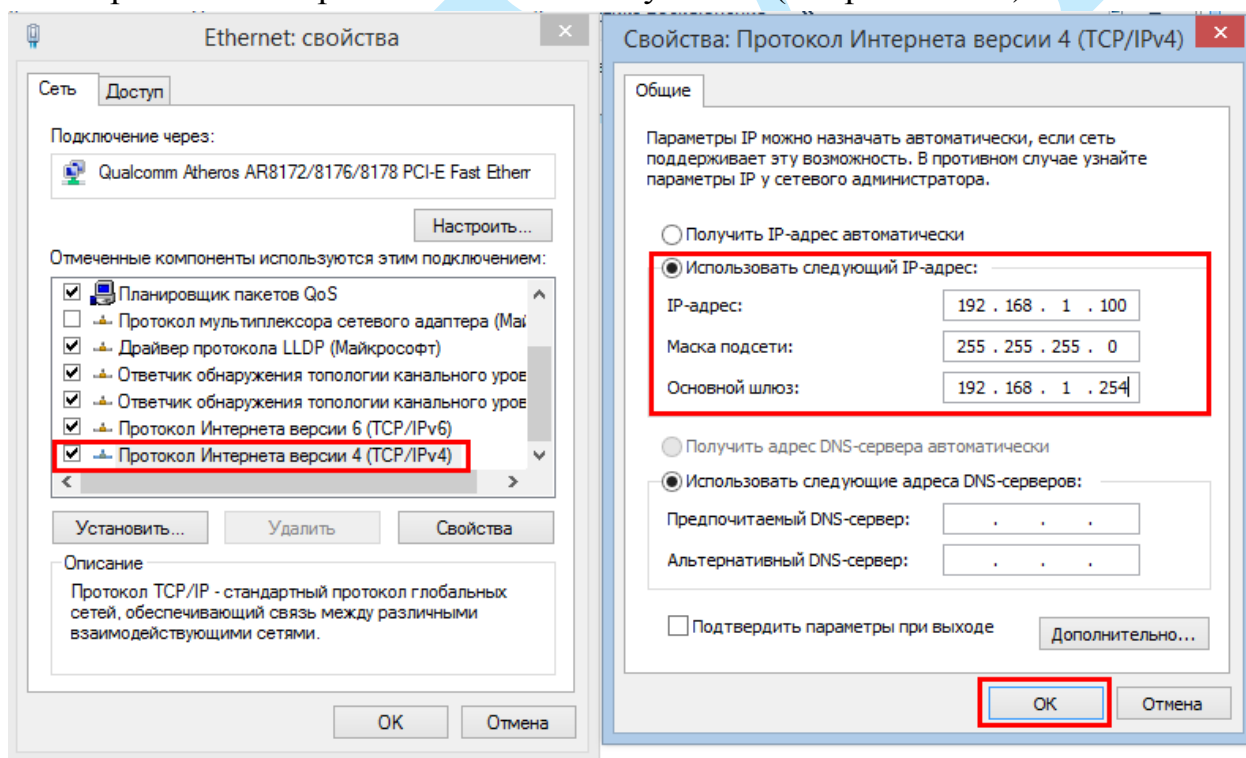 Ethernet: свойства
Сеть
Доступ
Подключение через:
Qualcomm Atheros AR8172/8176/8178 PCI-E Fast Ethern
Настроить...
Отмеченные компоненты используются этим подключением:
Планировщик пакетов QoS
Протокол мультиплексора сетевого адаптера (Май
Драйвер протокола LLDP (Майкрософт)
Ответчик обнаружения топологии канального уров
Ответчик обнаружения топологии канального уров
Протокол Интернета версии 6 (TCP/IPv6)
Протокол Интернета версии 4 (TCP/IPv4)
Установить...
Удалить
Свойства
Описание
Протокол TCP/IP - стандартный протокол глобальных
сетей, обеспечивающий связь между различными
взаимодействующими сетями.
OK
Отмена
Свойства: Протокол Интернета версии 4 (TCP/IPv4)
Общие
Параметры IP можно назначать автоматически, если сеть
поддерживает эту возможность. В противном случае узнайте
параметры IP у сетевого администратора.
Получить IP-адрес автоматически
Использовать следующий IP-адрес:
IP-адрес: 192 . 168 . 1 . 100
Маска подсети: 255 . 255 . 255 . 0
Основной шлюз: 192 . 168 . 1 . 254
Получить адрес DNS-сервера автоматически
Использовать следующие адреса DNS-серверов:
Предпочитаемый DNS-сервер: . . .
Альтернативный DNS-сервер: . . .
Подтвердить параметры при выходе
Дополнительно...
OK
Отмена